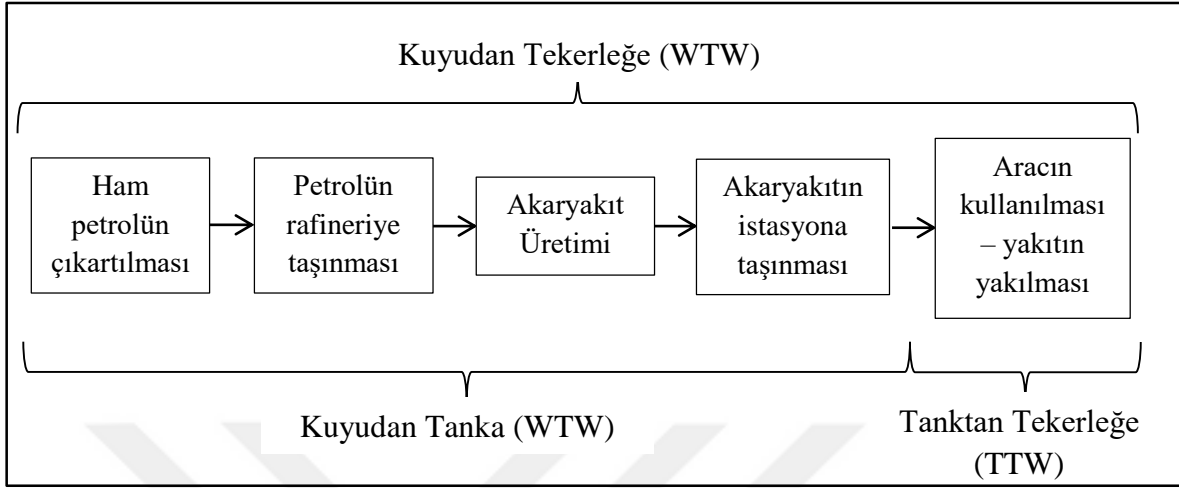 Kuyudan Tekerleğe (WTW)
Ham
petrolün
çıkartılması
Petrolün
rafineriye
taşınması
Akaryakıt
Üretimi
Akaryakıtın
istasyona
taşınması
Aracın
kullanılması
– yakıtın
yakılması
Kuyudan Tanka (WTW)
Tanktan Tekerleğe
(TTW)